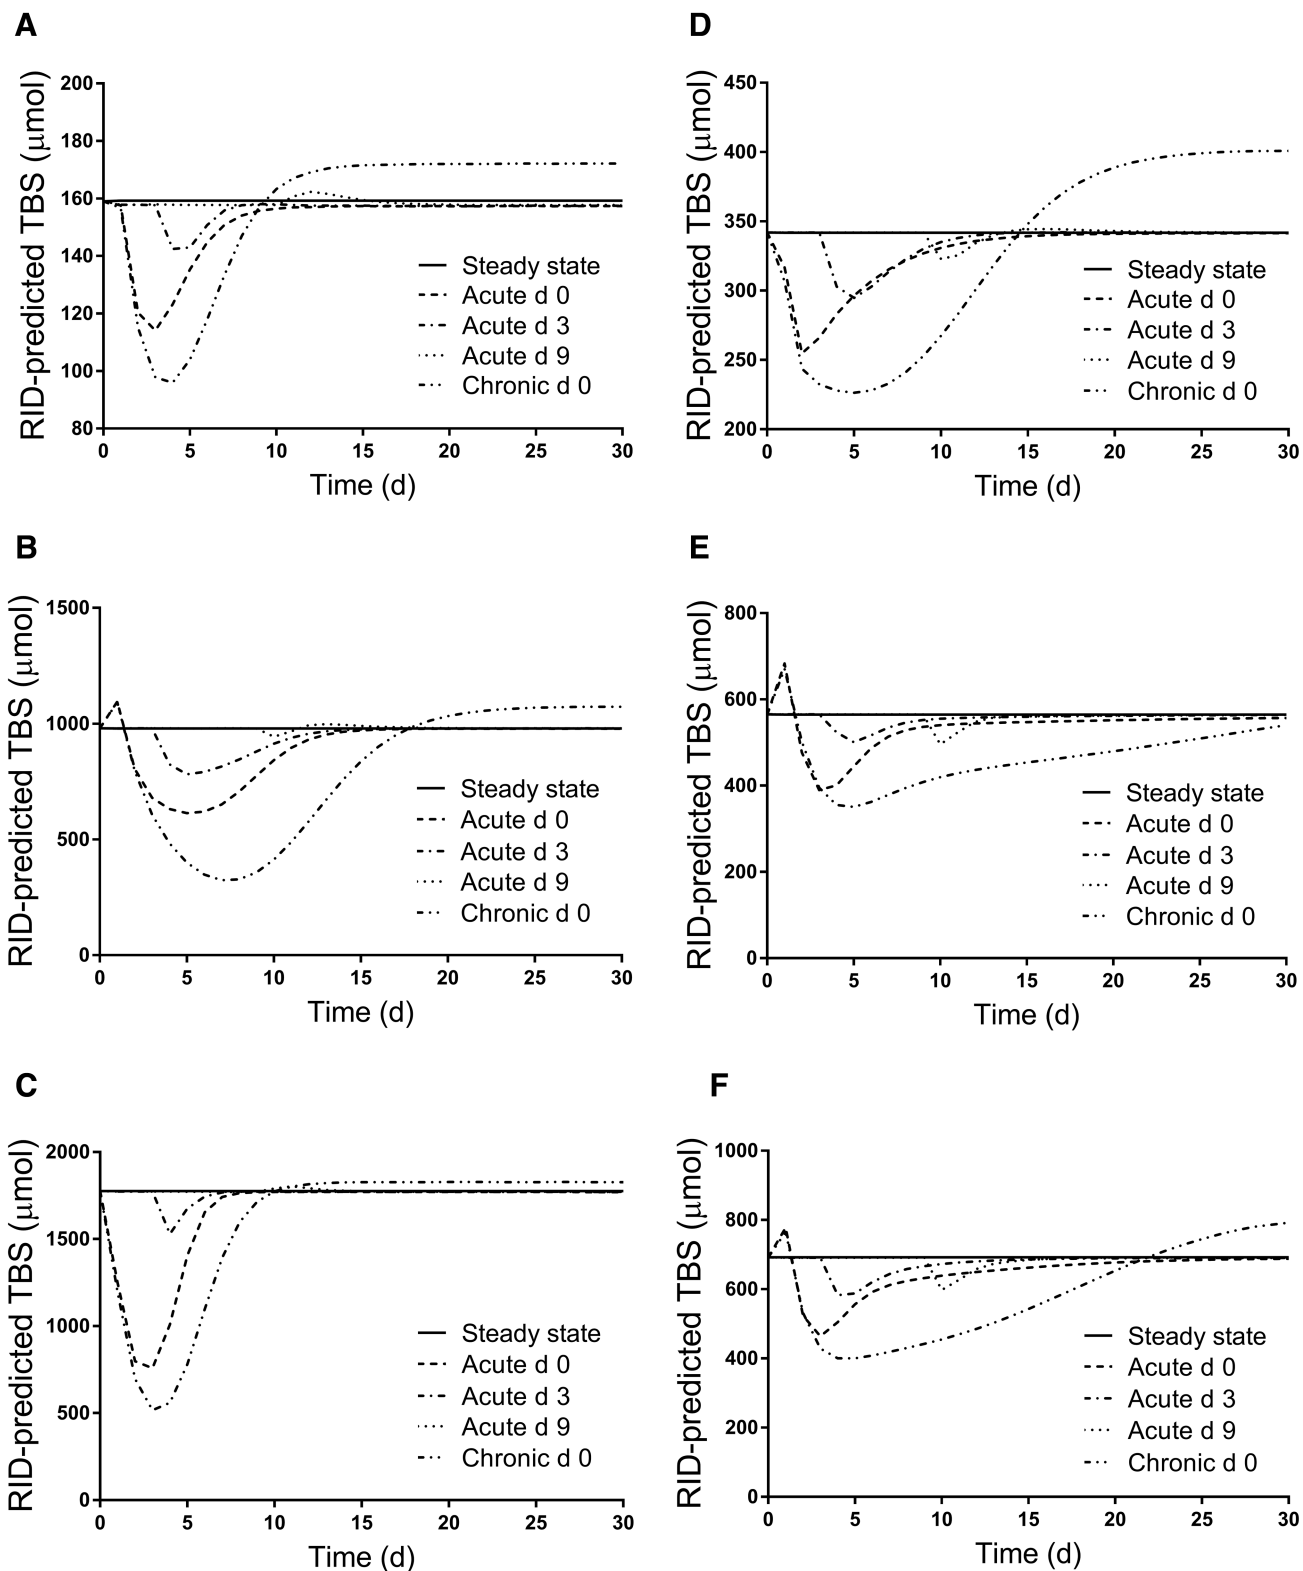 A
RID-predicted TBS (μmol)
200
180
160
140
120
100
80
0 5 10 15 20 25 30
Time (d)
Steady state
Acute d 0
Acute d 3
Acute d 9
Chronic d 0
D
RID-predicted TBS (μmol)
450
400
350
300
250
200
0 5 10 15 20 25 30
Time (d)
Steady state
Acute d 0
Acute d 3
Acute d 9
Chronic d 0
B
RID-predicted TBS (μmol)
1500
1000
500
0
0 5 10 15 20 25 30
Time (d)
Steady state
Acute d 0
Acute d 3
Acute d 9
Chronic d 0
E
RID-predicted TBS (μmol)
800
600
400
200
0
0 5 10 15 20 25 30
Time (d)
Steady state
Acute d 0
Acute d 3
Acute d 9
Chronic d 0
C
RID-predicted TBS (μmol)
2000
1500
1000
500
0
0 5 10 15 20 25 30
Time (d)
Steady state
Acute d 0
Acute d 3
Acute d 9
Chronic d 0
F
RID-predicted TBS (μmol)
1000
800
600
400
200
0
0 5 10 15 20 25 30
Time (d)
Steady state
Acute d 0
Acute d 3
Acute d 9
Chronic d 0